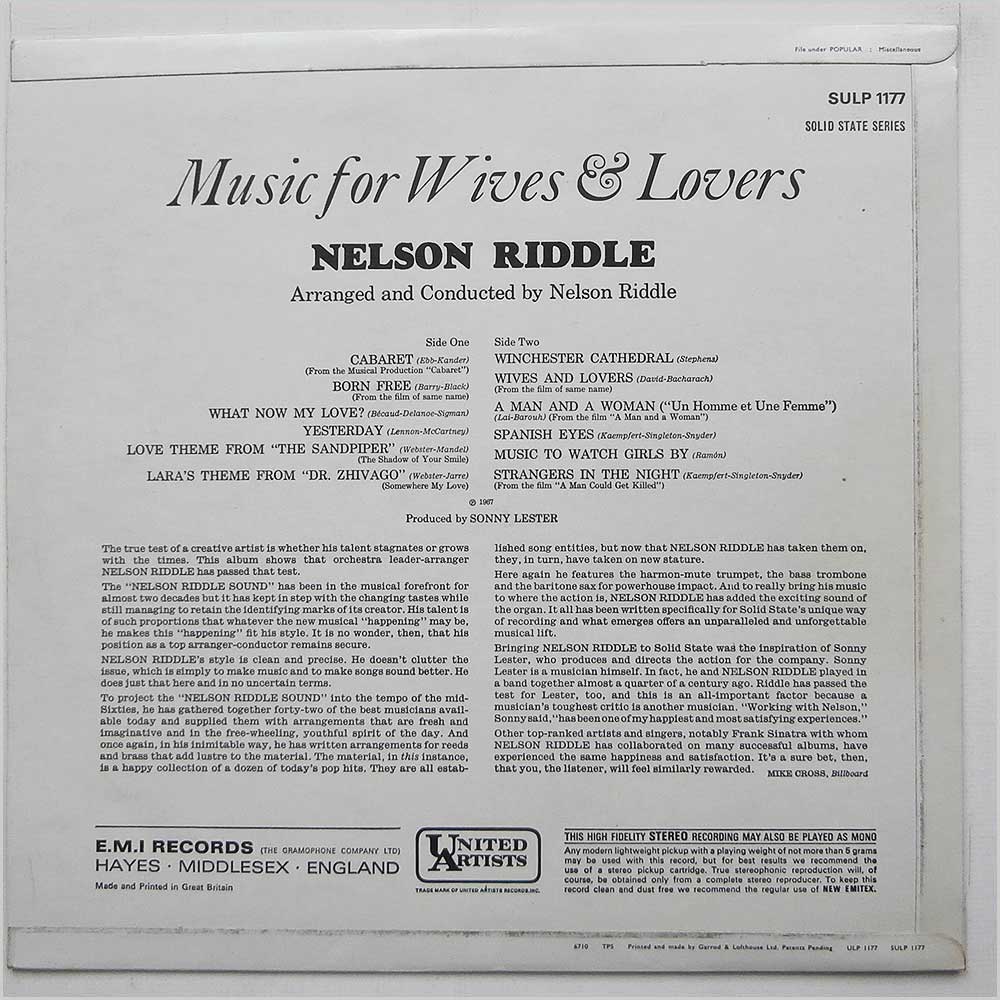 File under POPULAR : Miscellaneous
SULP 1177
SOLID STATE SERIES
Music for Wives & Lovers
NELSON RIDDLE
Arranged and Conducted by Nelson Riddle
Side One
CABARET (Ebb-Kander)
(From the Musical Production "Cabaret")
BORN FREE (Barry-Black)
(From the film of same name)
WHAT NOW MY LOVE? (Bécaud-Delanoe-Sigman)
YESTERDAY (Lennon-McCartney)
LOVE THEME FROM "THE SANDPIPER" (Webster-Mandel)
(The Shadow of Your Smile)
LARA'S THEME FROM "DR. ZHIVAGO" (Webster-Jarre)
(Somewhere My Love)
Side Two
WINCHESTER CATHEDRAL (Stephens)
WIVES AND LOVERS (David-Bacharach)
(From the film of same name)
A MAN AND A WOMAN ("Un Homme et Une Femme")
(Lai-Barouh) (From the film "A Man and a Woman")
SPANISH EYES (Kaempfert-Singleton-Snyder)
MUSIC TO WATCH GIRLS BY (Ramón)
STRANGERS IN THE NIGHT (Kaempfert-Singleton-Snyder)
(From the film "A Man Could Get Killed")
℗ 1967
Produced by SONNY LESTER
The true test of a creative artist is whether his talent stagnates or grows
with the times. This album shows that orchestra leader-arranger
NELSON RIDDLE has passed that test.
The "NELSON RIDDLE SOUND" has been in the musical forefront for
almost two decades but it has kept in step with the changing tastes while
still managing to retain the identifying marks of its creator. His talent is
of such proportions that whatever the new musical "happening" may be,
he makes this "happening" fit his style. It is no wonder, then, that his
position as a top arranger-conductor remains secure.
NELSON RIDDLE's style is clean and precise. He doesn't clutter the
issue, which is simply to make music and to make songs sound better. He
does just that here and in no uncertain terms.
To project the "NELSON RIDDLE SOUND" into the tempo of the mid-
Sixties, he has gathered together forty-two of the best musicians avail-
able today and supplied them with arrangements that are fresh and
imaginative and in the free-wheeling, youthful spirit of the day. And
once again, in his inimitable way, he has written arrangements for reeds
and brass that add lustre to the material. The material, in this instance,
is a happy collection of a dozen of today's pop hits. They are all estab-
lished song entities, but now that NELSON RIDDLE has taken them on,
they, in turn, have taken on new stature.
Here again he features the harmon-mute trumpet, the bass trombone
and the baritone sax for powerhouse impact. And to really bring his music
to where the action is, NELSON RIDDLE has added the exciting sound of
the organ. It all has been written specifically for Solid State's unique way
of recording and what emerges offers an unparalleled and unforgettable
musical lift.
Bringing NELSON RIDDLE to Solid State was the inspiration of Sonny
Lester, who produces and directs the action for the company. Sonny
Lester is a musician himself. In fact, he and NELSON RIDDLE played in
a band together almost a quarter of a century ago. Riddle has passed the
test for Lester, too, and this is an all-important factor because a
musician's toughest critic is another musician. "Working with Nelson,"
Sonny said, "has been one of my happiest and most satisfying experiences."
Other top-ranked artists and singers, notably Frank Sinatra with whom
NELSON RIDDLE has collaborated on many successful albums, have
experienced the same happiness and satisfaction. It's a sure bet, then,
that you, the listener, will feel similarly rewarded. MIKE CROSS, Billboard
E.M.I RECORDS (THE GRAMOPHONE COMPANY LTD)
HAYES · MIDDLESEX · ENGLAND
Made and Printed in Great Britain
UNITED ARTISTS
TRADE MARK OF UNITED ARTISTS RECORDS.INC.
THIS HIGH FIDELITY STEREO RECORDING MAY ALSO BE PLAYED AS MONO
Any modern lightweight pickup with a playing weight of not more than 5 grams
may be used with this record, but for best results we recommend the
use of a stereo pickup cartridge. True stereophonic reproduction will, of
course, be obtained only from a complete stereo reproducer. To keep this
record clean and dust free we recommend the regular use of NEW EMITEX.
6710 TPS Printed and made by Garrod & Lofthouse Ltd. Patents Pending ULP 1177 SULP 1177